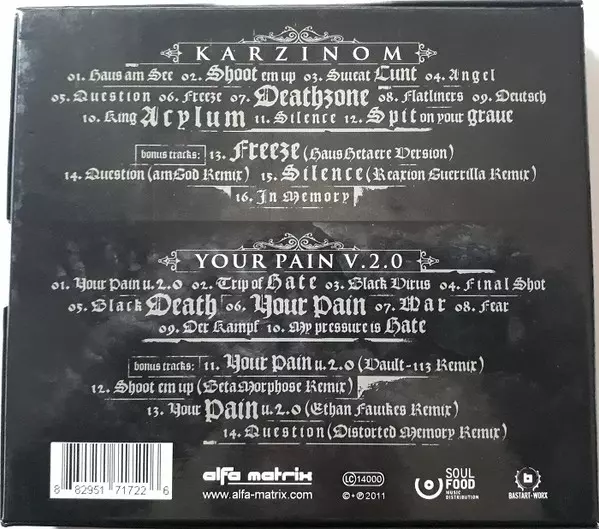 KARZINOM
01. Haus am See 02. Shoot em up 03. Sweat Cunt 04. Angel
05. Question 06. Freeze 07. Deathzone 08. Flatliners 09. Deutsch
10. King Acylum 11. Silence 12. Spit on your graue
bonus tracks: 13. Freeze (HausHetaere Version)
14. Question (amGod Remix) 15. Silence (Reaxion Guerrilla Remix)
16. In Memory
YOUR PAIN V.2.0
01. Your Pain v.2.0 02. Trip of Hate 03. Black Virus 04. Final Shot
05. Black Death 06. Your Pain 07. War 08. Fear
09. Der Kampf 10. My pressure is Hate
bonus tracks: 11. Your Pain v.2.0 (Vault-113 Remix)
12. Shoot em up (BetaMorphose Remix)
13. Your Pain v.2.0 (Ethan Fawkes Remix)
14. Question (Distorted Memory Remix)
8 82951 71722 6
alfa matrix
www.alfa-matrix.com
LC 14000
©+℗2011
SOUL FOOD
MUSIC DISTRIBUTION
BASTART-WORX